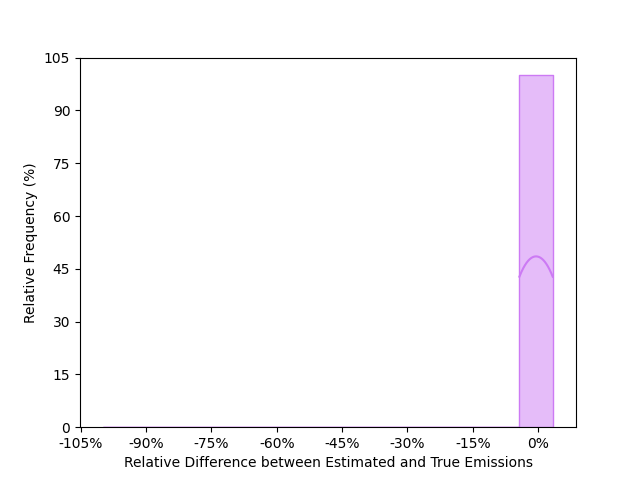 105
90
75
60
45
30
15
0
Relative Frequency (%)
-105% -90% -75% -60% -45% -30% -15% 0%
Relative Difference between Estimated and True Emissions